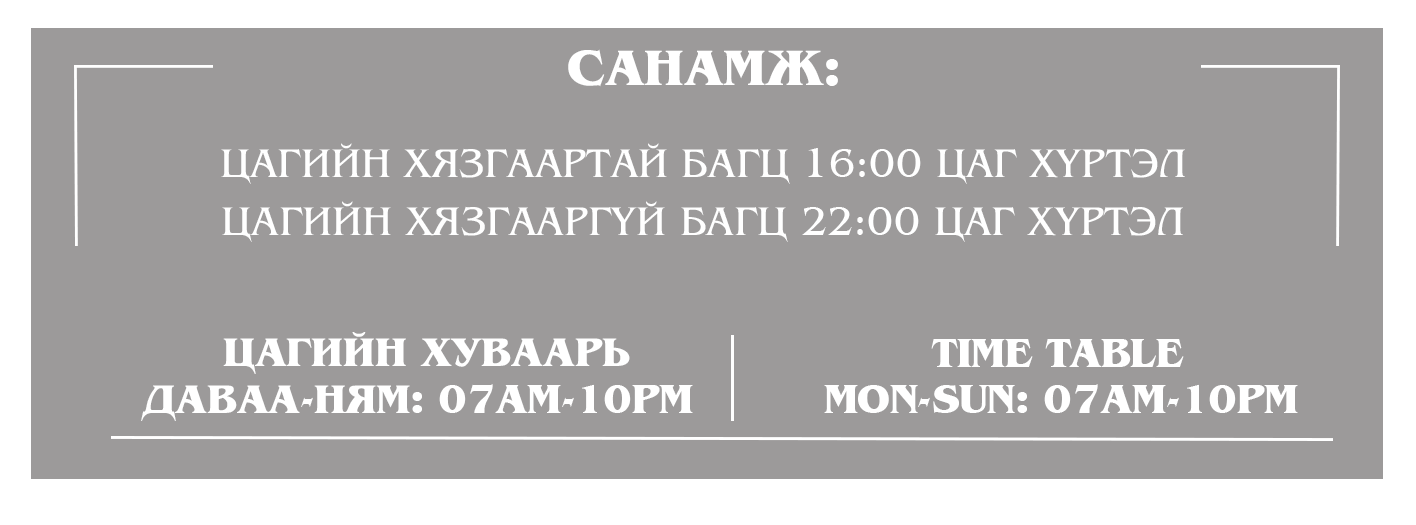 САНАМЖ:
ЦАГИЙН ХЯЗГААРТАЙ БАГЦ 16:00 ЦАГ ХҮРТЭЛ
ЦАГИЙН ХЯЗГААРГҮЙ БАГЦ 22:00 ЦАГ ХҮРТЭЛ
ЦАГИЙН ХУВААРЬ
ДАВАА-НЯМ: 07AM-10PM
TIME TABLE
MON-SUN: 07AM-10PM